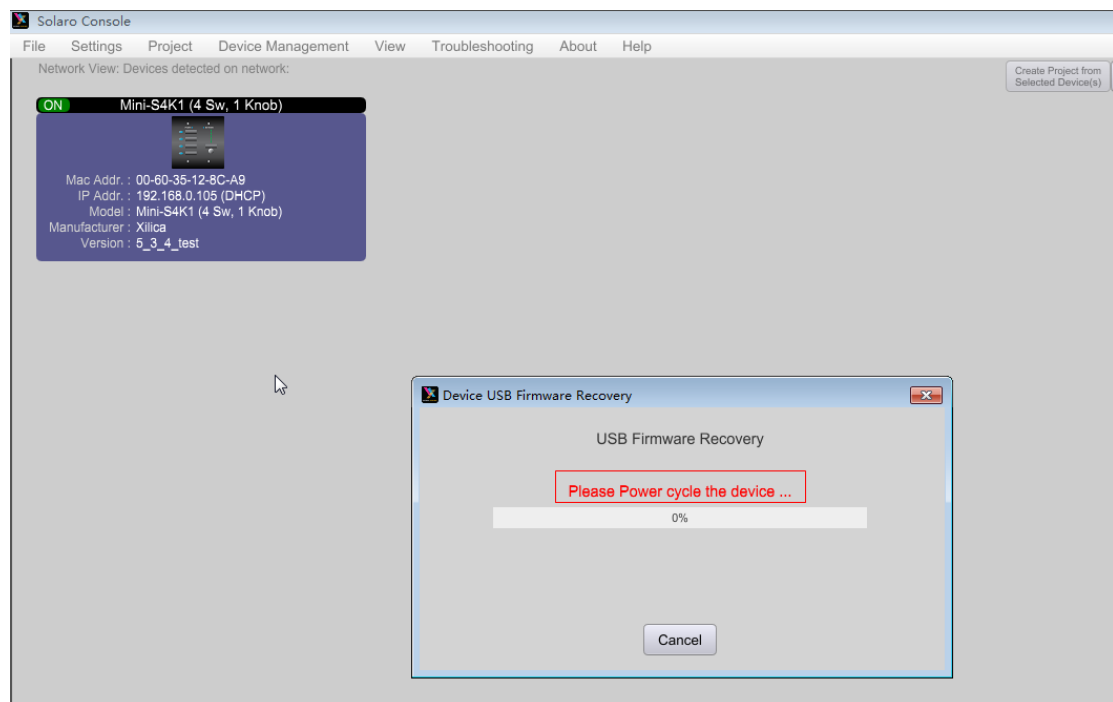 Solaro Console
File Settings Project Device Management View Troubleshooting About Help
Network View: Devices detected on network:
Create Project from
Selected Device(s)
ON Mini-S4K1 (4 Sw, 1 Knob)
Mac Addr. : 00-60-35-12-8C-A9
IP Addr. : 192.168.0.105 (DHCP)
Model : Mini-S4K1 (4 Sw, 1 Knob)
Manufacturer : Xilica
Version : 5_3_4_test
Device USB Firmware Recovery
USB Firmware Recovery
Please Power cycle the device ...
0%
Cancel